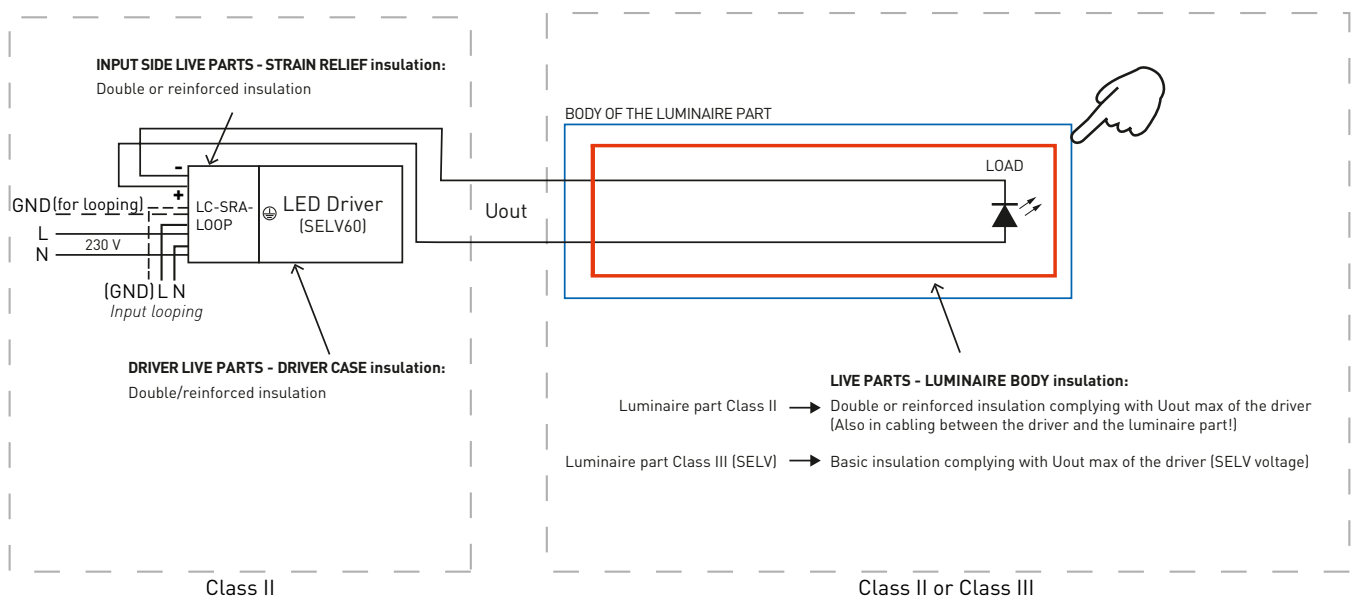 INPUT SIDE LIVE PARTS - STRAIN RELIEF insulation:
Double or reinforced insulation
BODY OF THE LUMINAIRE PART
LOAD
-
+
GND(for looping)
LC-SRA-
LOOP
LED Driver
(SELV60)
Uout
L
N
230 V
(GND) L N
Input looping
DRIVER LIVE PARTS - DRIVER CASE insulation:
Double/reinforced insulation
LIVE PARTS - LUMINAIRE BODY insulation:
Luminaire part Class II
Double or reinforced insulation complying with Uout max of the driver
(Also in cabling between the driver and the luminaire part!)
Luminaire part Class III (SELV)
Basic insulation complying with Uout max of the driver (SELV voltage)
Class II
Class II or Class III